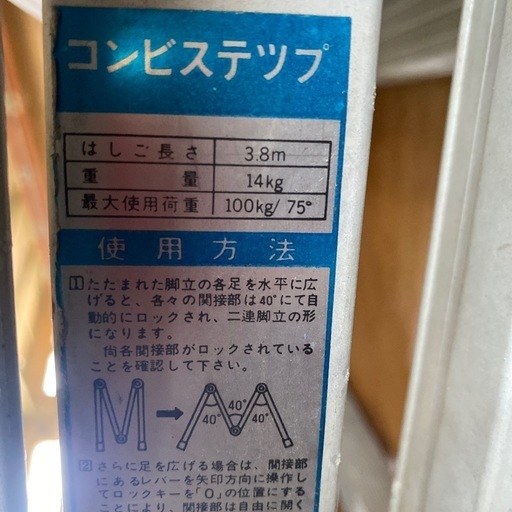 コンビステップ
はしご長さ 3.8m
重量 14kg
最大使用荷重 100kg/75°
使用方法
1 たたまれた脚立の各足を水平に広
げると、各々の間接部は40°にて自
動的にロックされ、二連脚立の形
になります。
尚各間接部がロックされている
ことを確認して下さい。
40°
40° 40°
2 さらに足を広げる場合は、間接部
にあるレバーを矢印方向に操作し
てロックキーを「O」の位置にする
ことにより、間接部は自由に開く